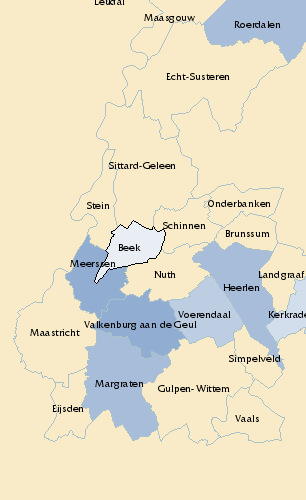 Leudal
Maasgouw
Roerdalen
Echt-Susteren
Sittard-Geleen
Stein
Onderbanken
Schinnen
Brunssum
Beek
Meerssen
Nuth
Landgraaf
Heerlen
Voerendaal
Kerkrade
Valkenburg aan de Geul
Maastricht
Simpelveld
Margraten
Gulpen- Wittem
Eijsden
Vaals